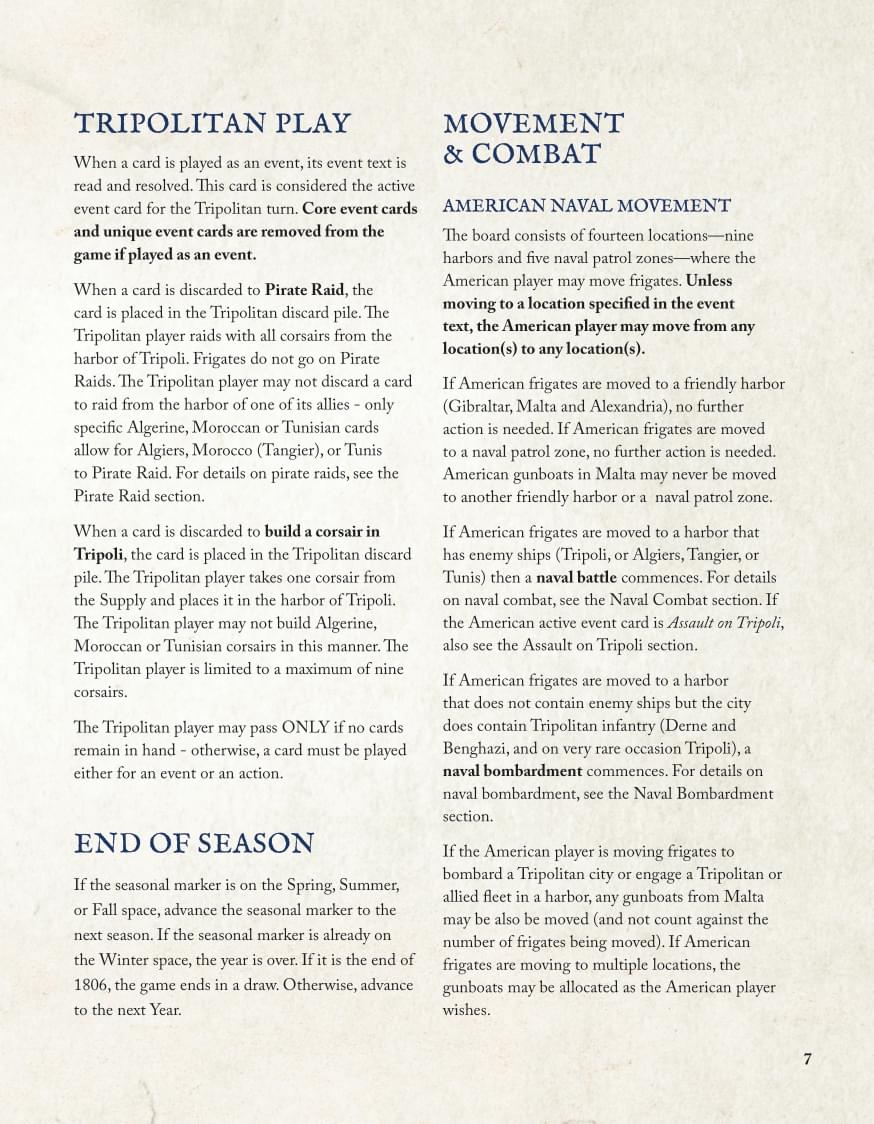 TRIPOLITAN PLAY
When a card is played as an event, its event text is
read and resolved. This card is considered the active
event card for the Tripolitan turn. Core event cards
and unique event cards are removed from the
game if played as an event.
When a card is discarded to Pirate Raid, the
card is placed in the Tripolitan discard pile. The
Tripolitan player raids with all corsairs from the
harbor of Tripoli. Frigates do not go on Pirate
Raids. The Tripolitan player may not discard a card
to raid from the harbor of one of its allies - only
specific Algerine, Moroccan or Tunisian cards
allow for Algiers, Morocco (Tangier), or Tunis
to Pirate Raid. For details on pirate raids, see the
Pirate Raid section.
When a card is discarded to build a corsair in
Tripoli, the card is placed in the Tripolitan discard
pile. The Tripolitan player takes one corsair from
the Supply and places it in the harbor of Tripoli.
The Tripolitan player may not build Algerine,
Moroccan or Tunisian corsairs in this manner. The
Tripolitan player is limited to a maximum of nine
corsairs.
The Tripolitan player may pass ONLY if no cards
remain in hand - otherwise, a card must be played
either for an event or an action.
END OF SEASON
If the seasonal marker is on the Spring, Summer,
or Fall space, advance the seasonal marker to the
next season. If the seasonal marker is already on
the Winter space, the year is over. If it is the end of
1806, the game ends in a draw. Otherwise, advance
to the next Year.
MOVEMENT
& COMBAT
AMERICAN NAVAL MOVEMENT
The board consists of fourteen locations—nine
harbors and five naval patrol zones—where the
American player may move frigates. Unless
moving to a location specified in the event
text, the American player may move from any
location(s) to any location(s).
If American frigates are moved to a friendly harbor
(Gibraltar, Malta and Alexandria), no further
action is needed. If American frigates are moved
to a naval patrol zone, no further action is needed.
American gunboats in Malta may never be moved
to another friendly harbor or a naval patrol zone.
If American frigates are moved to a harbor that
has enemy ships (Tripoli, or Algiers, Tangier, or
Tunis) then a naval battle commences. For details
on naval combat, see the Naval Combat section. If
the American active event card is Assault on Tripoli,
also see the Assault on Tripoli section.
If American frigates are moved to a harbor
that does not contain enemy ships but the city
does contain Tripolitan infantry (Derne and
Benghazi, and on very rare occasion Tripoli), a
naval bombardment commences. For details on
naval bombardment, see the Naval Bombardment
section.
If the American player is moving frigates to
bombard a Tripolitan city or engage a Tripolitan or
allied fleet in a harbor, any gunboats from Malta
may be also be moved (and not count against the
number of frigates being moved). If American
frigates are moving to multiple locations, the
gunboats may be allocated as the American player
wishes.
7